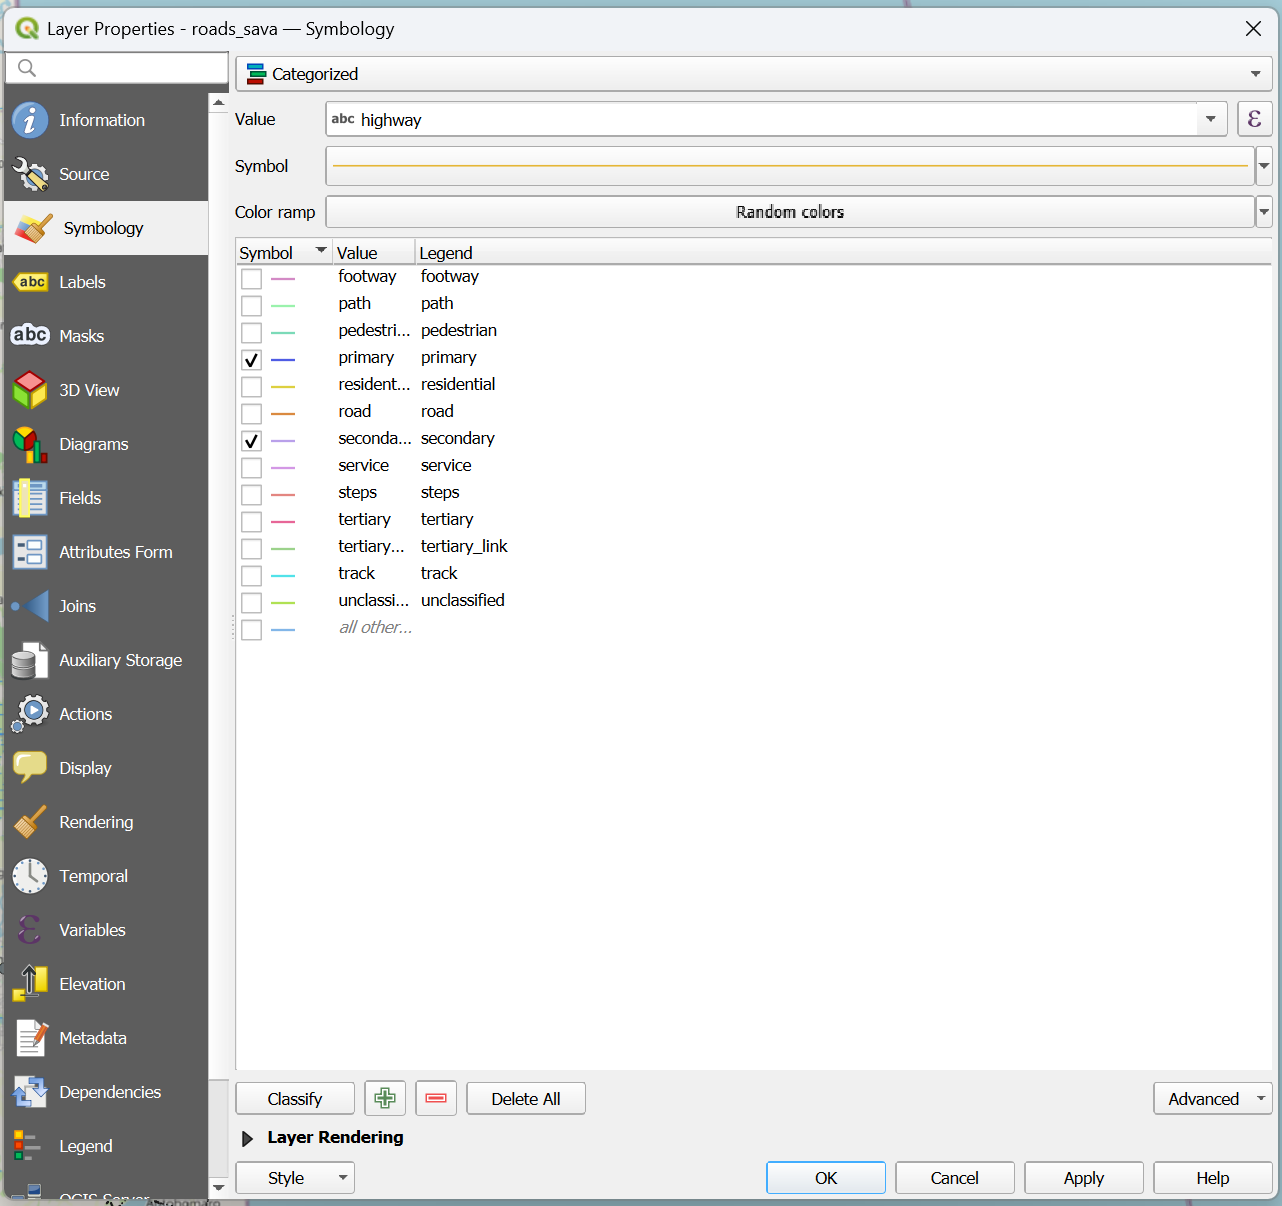 Layer Properties - roads_sava — Symbology
Information
Source
Symbology
abc Labels
abc Masks
3D View
Diagrams
Fields
Attributes Form
Joins
Auxiliary Storage
Actions
Display
Rendering
Temporal
Variables
Elevation
Metadata
Dependencies
Legend
QGIS Server
Categorized
Value abc highway ε
Symbol
Color ramp Random colors
Symbol Value Legend
footway footway
path path
pedestri... pedestrian
primary primary
resident... residential
road road
seconda... secondary
service service
steps steps
tertiary tertiary
tertiary... tertiary_link
track track
unclassi... unclassified
all other...
Classify Delete All Advanced
Layer Rendering
Style OK Cancel Apply Help